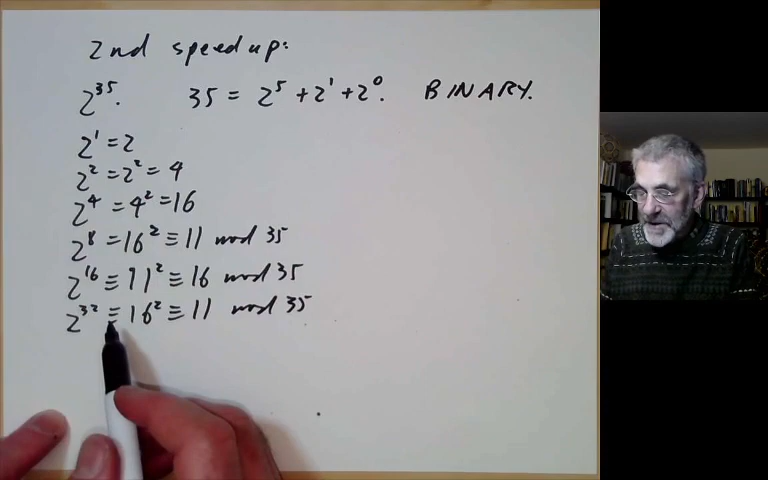 2nd speedup:
2^35. 35 = 2^5 + 2^1 + 2^0. BINARY.
2^1 = 2
2^2 = 2^2 = 4
2^4 = 4^2 = 16
2^8 = 16^2 ≡ 11 mod 35
2^16 ≡ 11^2 ≡ 16 mod 35
2^32 ≡ 16^2 ≡ 11 mod 35